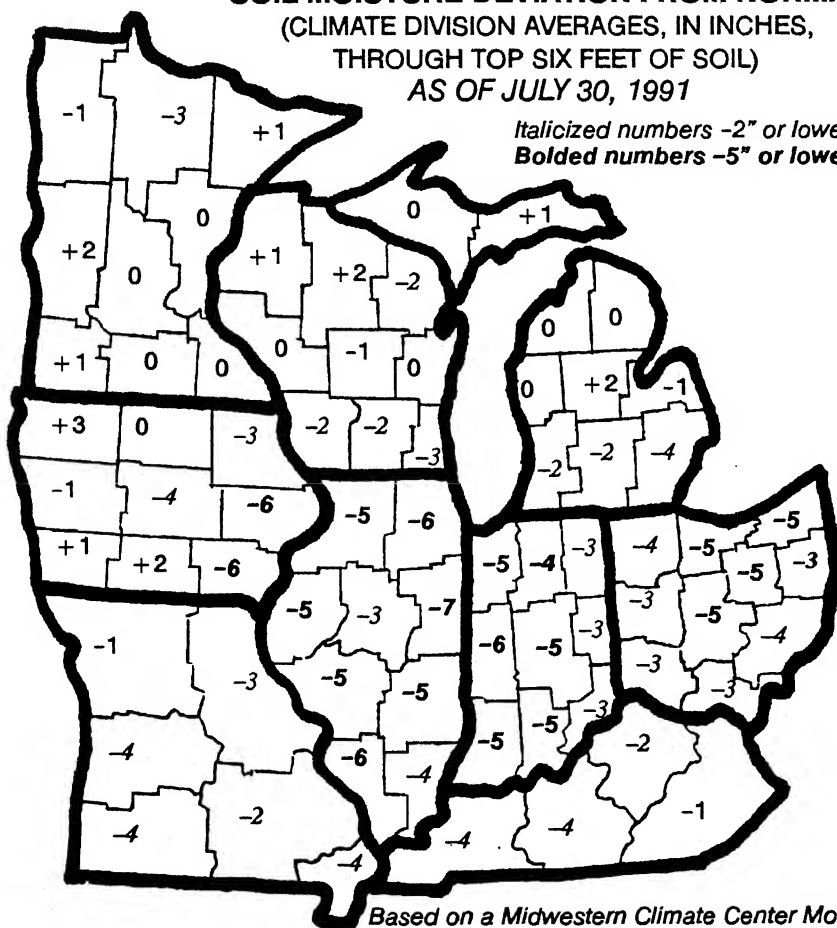 (CLIMATE DIVISION AVERAGES, IN INCHES,
THROUGH TOP SIX FEET OF SOIL)
AS OF JULY 30, 1991
Italicized numbers -2" or lowe
Bolded numbers -5" or lowe
-1 -3 +1
0 +1
+2 0 0 +1 +2 -2
0 0
+1 0 0 0 -1 0
0 +2 -1
+3 0 -3 -2 -2 -3
-2 -2 -4
-1 -4 -6 -5 -6
-5 -4 -3 -4 -5 -5
+1 +2 -6 -5 -3
-5 -3 -7 -6 -5 -3 -3 -5 -4
-1 -3 -5 -5 -3 -3
-5 -5 -3
-4 -6 -4 -2
-4 -2 -4 -4 -4 -1
Based on a Midwestern Climate Center Mo